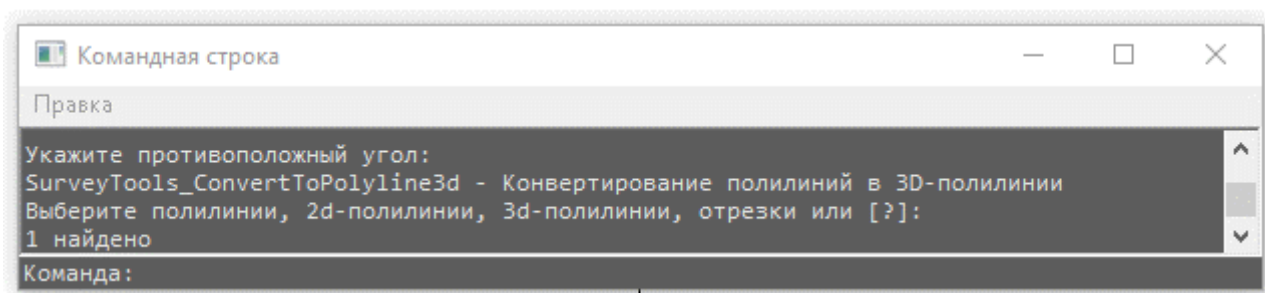 Командная строка
Правка
Укажите противоположный угол:
SurveyTools_ConvertToPolyline3d - Конвертирование полилиний в 3D-полилинии
Выберите полилинии, 2d-полилинии, 3d-полилинии, отрезки или [?]:
1 найдено
Команда: